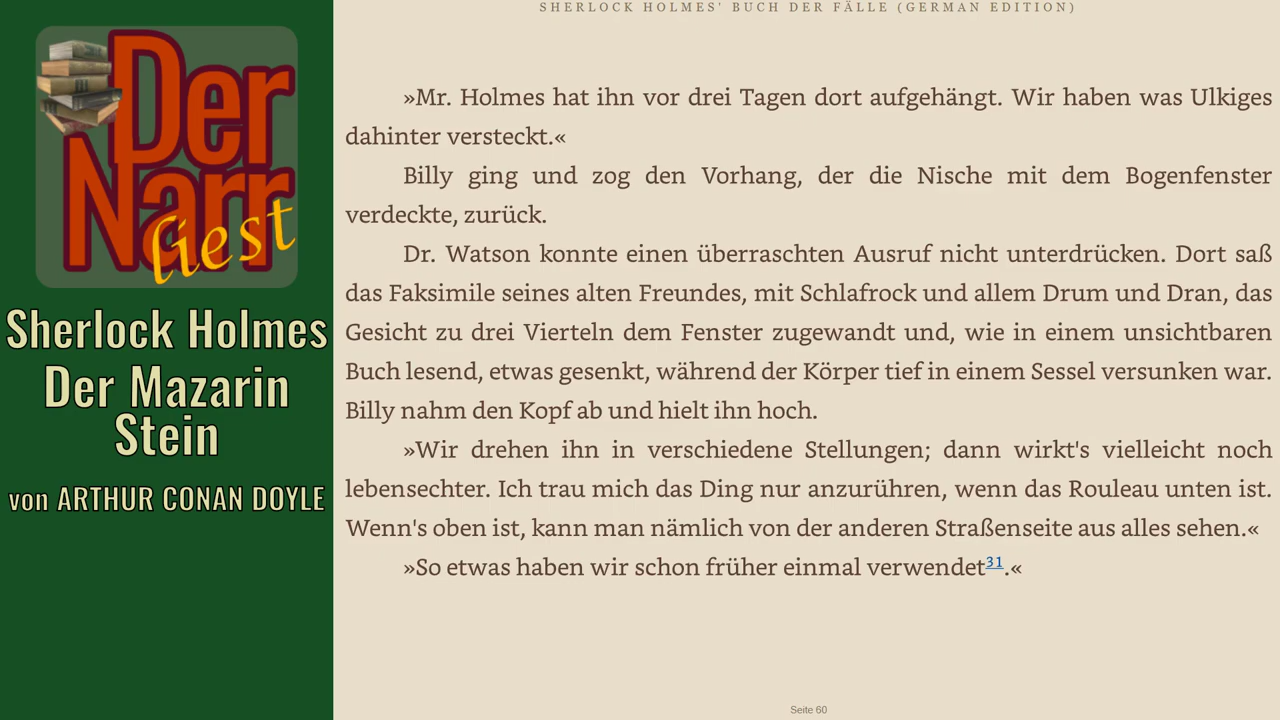 Der
Narr
liest
Sherlock Holmes
Der Mazarin
Stein
von ARTHUR CONAN DOYLE
SHERLOCK HOLMES' BUCH DER FÄLLE (GERMAN EDITION)
»Mr. Holmes hat ihn vor drei Tagen dort aufgehängt. Wir haben was Ulkiges
dahinter versteckt.«
Billy ging und zog den Vorhang, der die Nische mit dem Bogenfenster
verdeckte, zurück.
Dr. Watson konnte einen überraschten Ausruf nicht unterdrücken. Dort saß
das Faksimile seines alten Freundes, mit Schlafrock und allem Drum und Dran, das
Gesicht zu drei Vierteln dem Fenster zugewandt und, wie in einem unsichtbaren
Buch lesend, etwas gesenkt, während der Körper tief in einem Sessel versunken war.
Billy nahm den Kopf ab und hielt ihn hoch.
»Wir drehen ihn in verschiedene Stellungen; dann wirkt's vielleicht noch
lebensechter. Ich trau mich das Ding nur anzurühren, wenn das Rouleau unten ist.
Wenn's oben ist, kann man nämlich von der anderen Straßenseite aus alles sehen.«
»So etwas haben wir schon früher einmal verwendet31.«
Seite 60